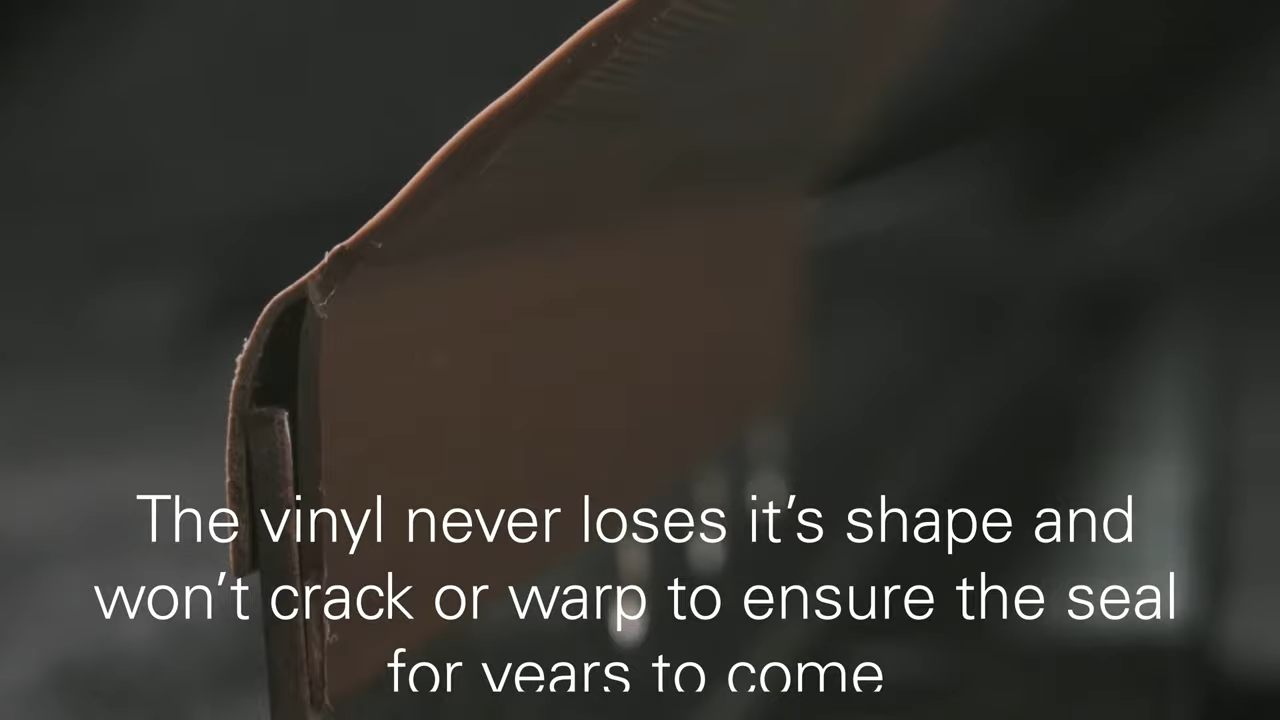 The vinyl never loses it’s shape and
won’t crack or warp to ensure the seal
for years to come